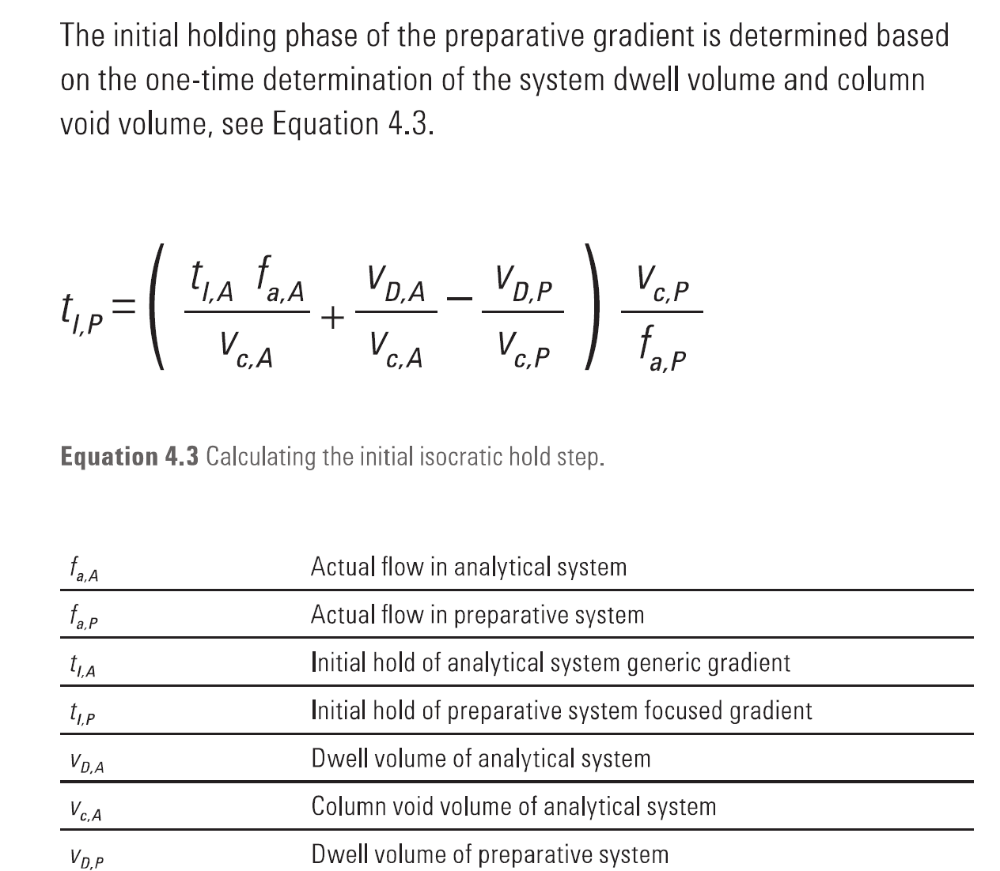 The initial holding phase of the preparative gradient is determined based
on the one-time determination of the system dwell volume and column
void volume, see Equation 4.3.
t_{I,P} = ( \frac{t_{I,A} f_{a,A}}{V_{c,A}} + \frac{V_{D,A}}{V_{c,A}} − \frac{V_{D,P}}{V_{c,P}} ) \frac{V_{c,P}}{f_{a,P}}
Equation 4.3 Calculating the initial isocratic hold step.
f_{a,A} Actual flow in analytical system
f_{a,P} Actual flow in preparative system
t_{I,A} Initial hold of analytical system generic gradient
t_{I,P} Initial hold of preparative system focused gradient
V_{D,A} Dwell volume of analytical system
V_{c,A} Column void volume of analytical system
V_{D,P} Dwell volume of preparative system